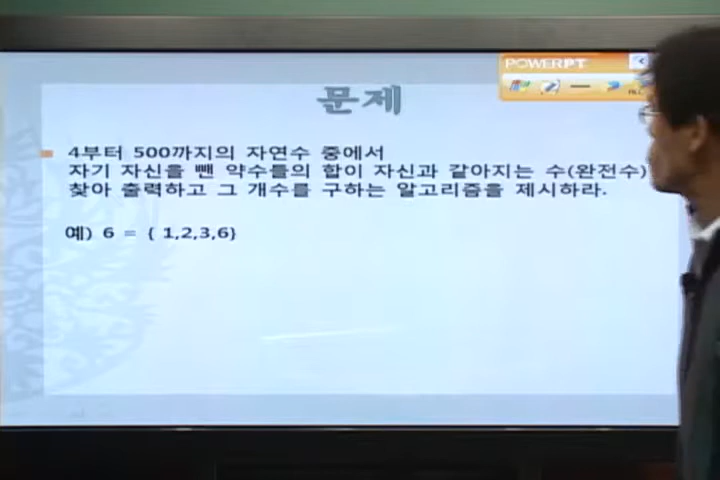 POWERPT
문제
4부터 500까지의 자연수 중에서
자기 자신을 뺀 약수들의 합이 자신과 같아지는 수(완전수)
찾아 출력하고 그 개수를 구하는 알고리즘을 제시하라.
예) 6 = { 1,2,3,6}